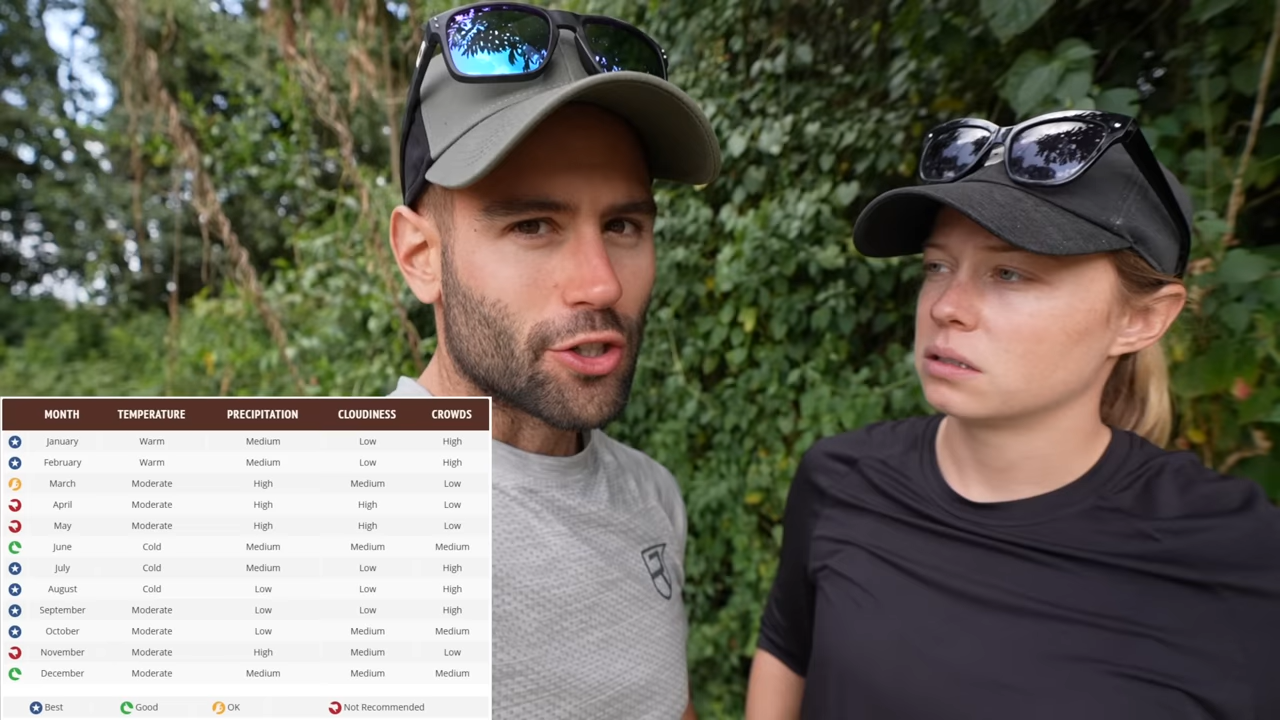 MONTH TEMPERATURE PRECIPITATION CLOUDINESS CROWDS
January Warm Medium Low High
February Warm Medium Low High
March Moderate High Medium Low
April Moderate High High Low
May Moderate High High Low
June Cold Medium Medium Medium
July Cold Medium Low High
August Cold Low Low High
September Moderate Low Low High
October Moderate Low Medium Medium
November Moderate High Medium Low
December Moderate Medium Medium Medium
Best Good OK Not Recommended